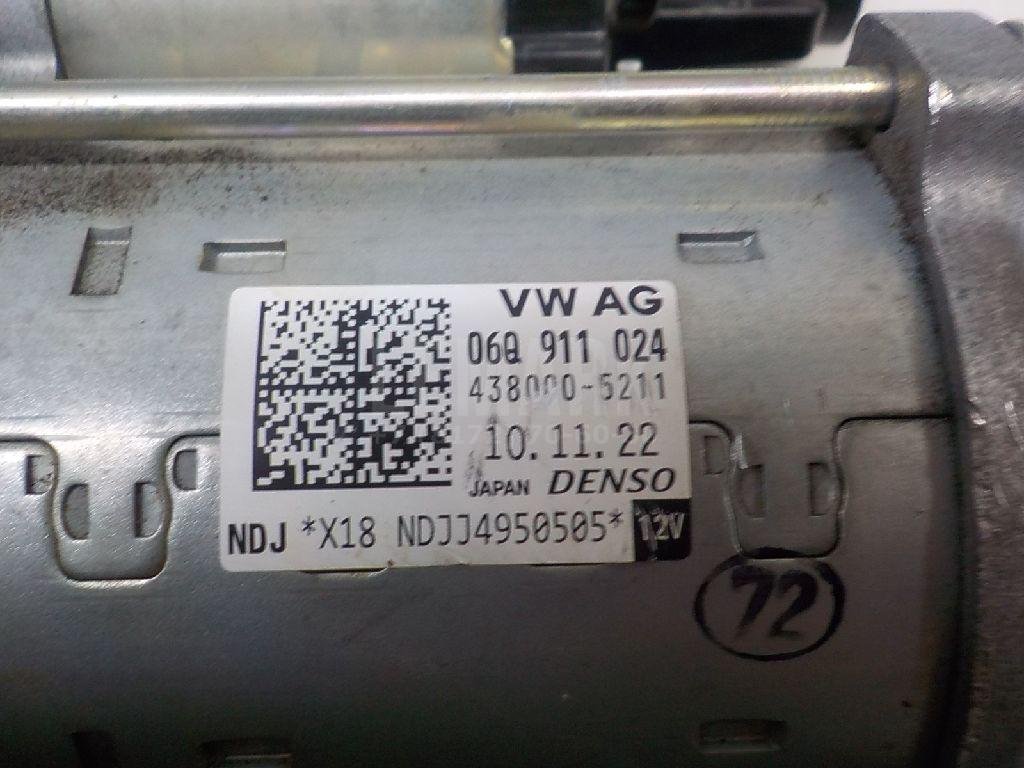 VW AG
06Q 911 024
438000-5211
10.11.22
JAPAN DENSO
NDJ *X18 NDJJ4950505* 12V
72